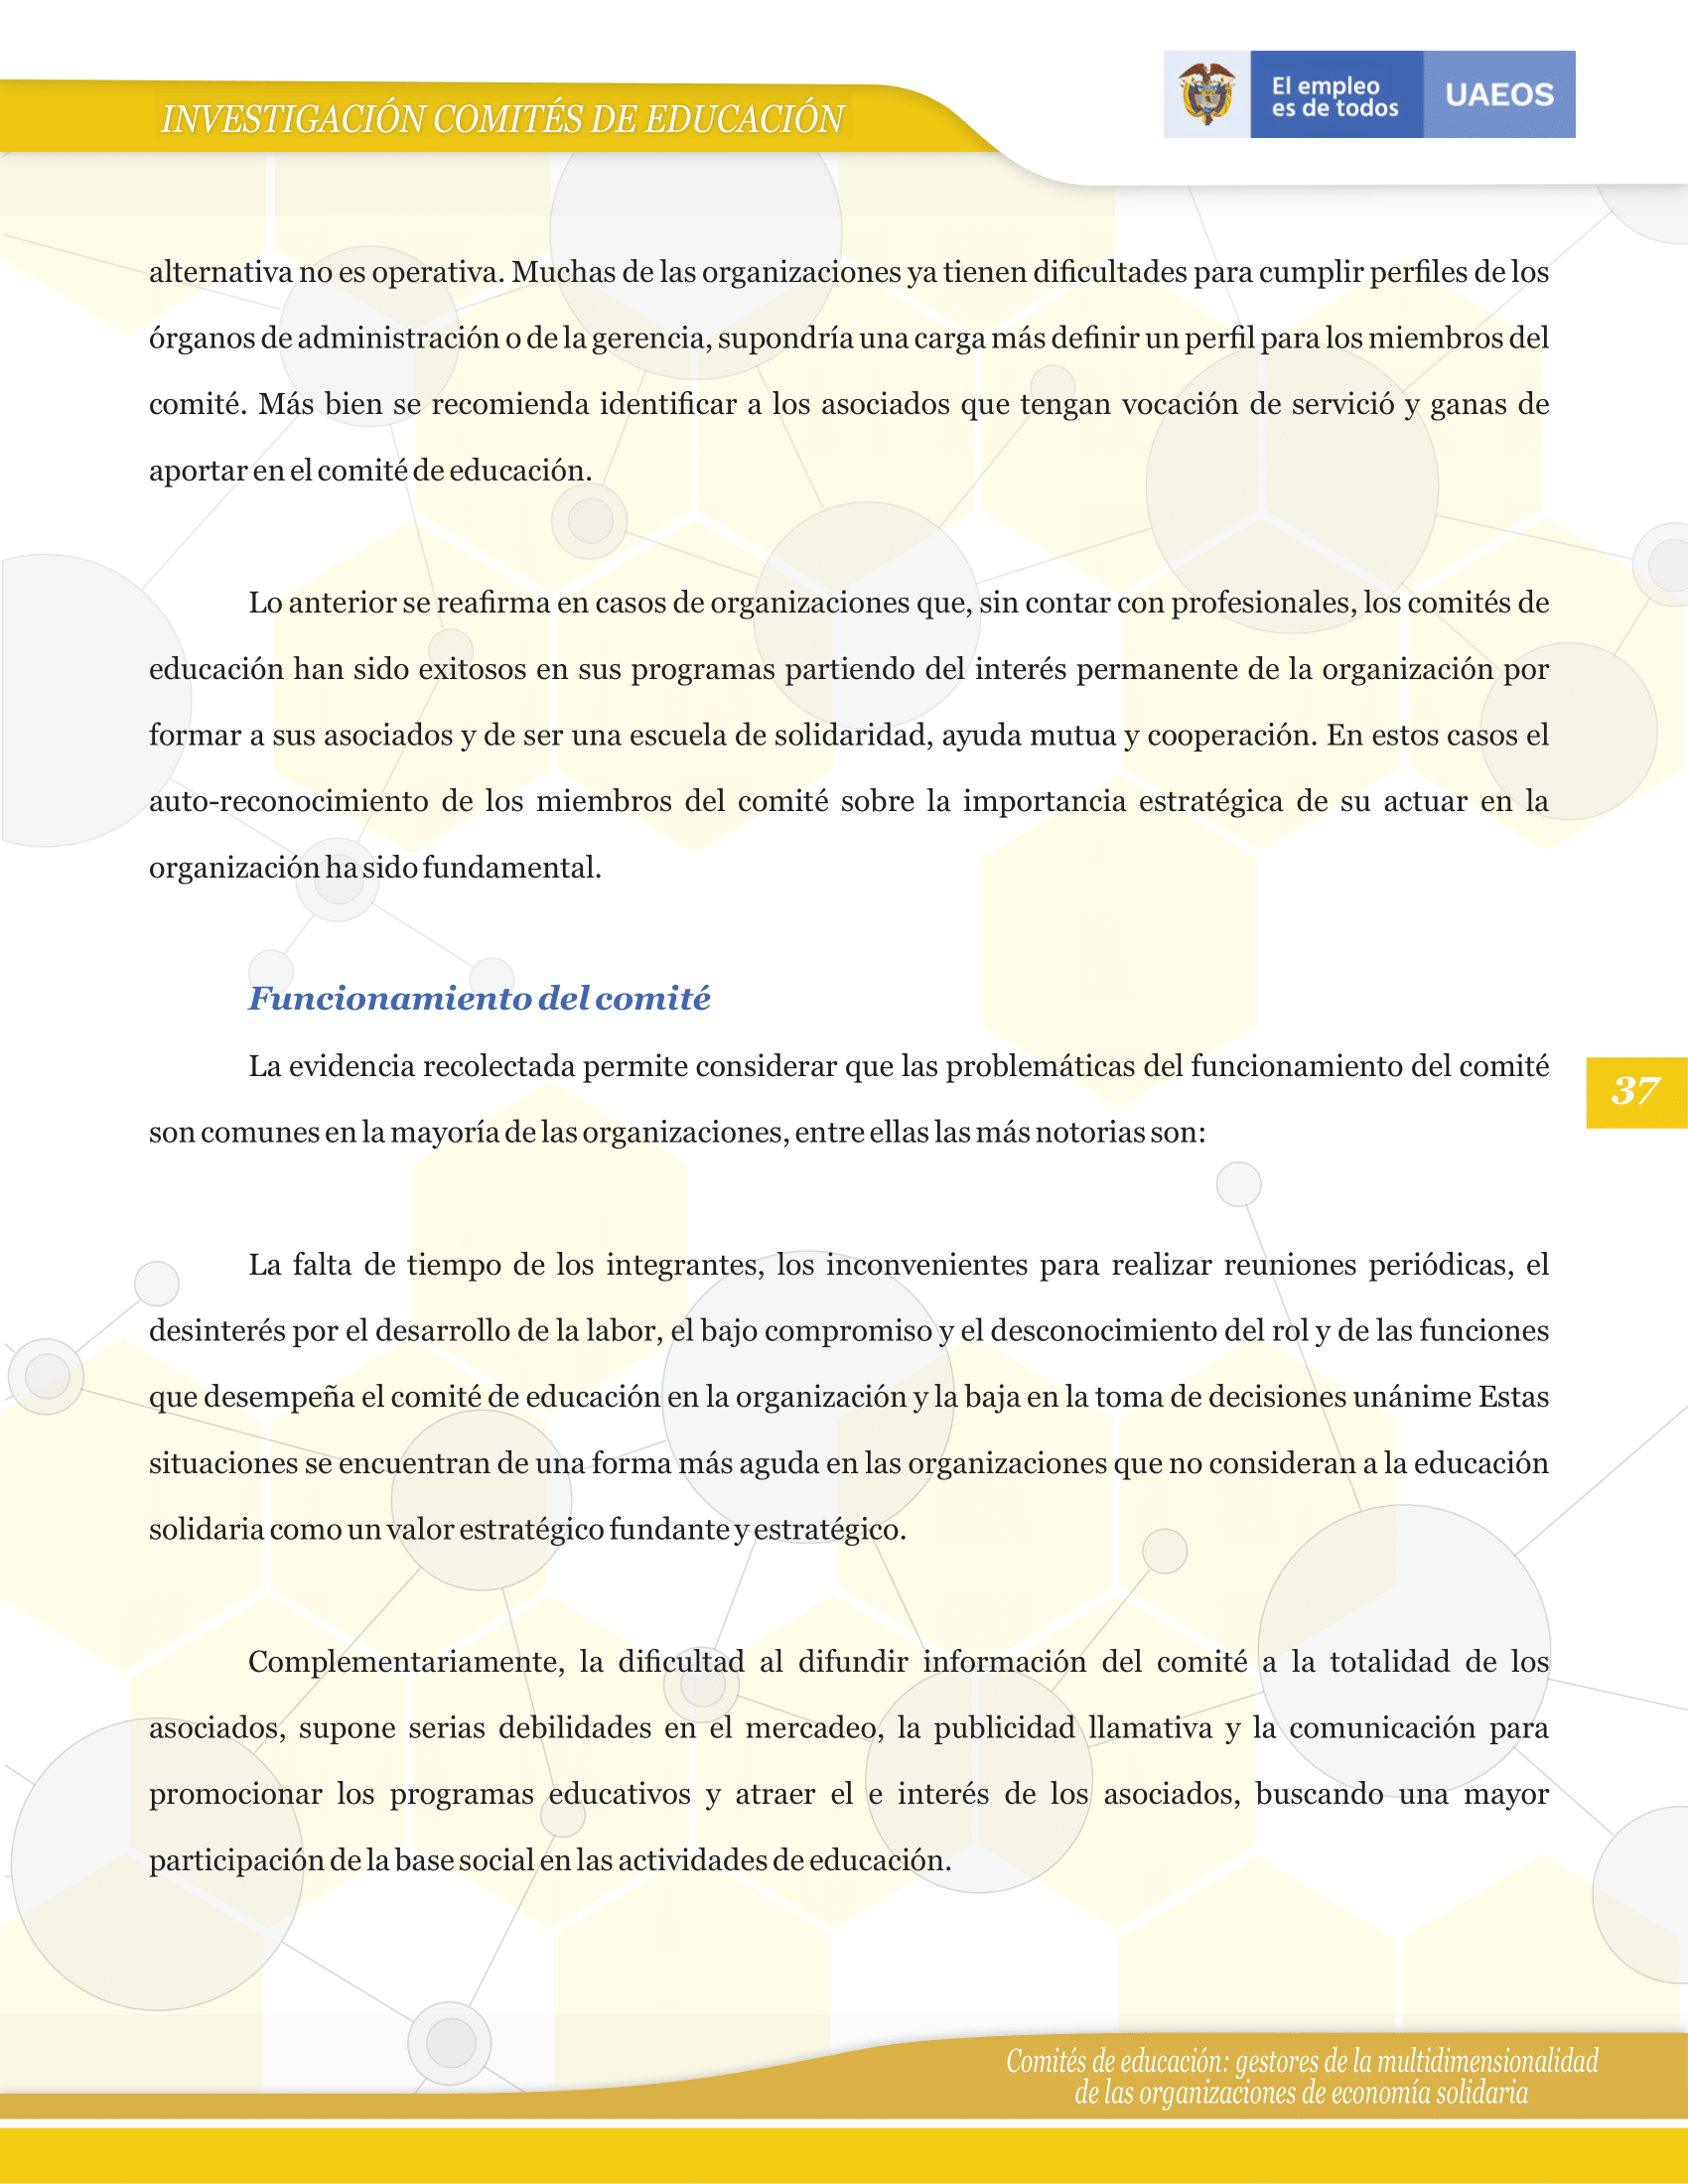 INVESTIGACIÓN COMITÉS DE EDUCACIÓN
El empleo
es de todos
UAEOS
alternativa no es operativa. Muchas de las organizaciones ya tienen dificultades para cumplir perfiles de los
órganos de administración o de la gerencia, supondría una carga más definir un perfil para los miembros del
comité. Más bien se recomienda identificar a los asociados que tengan vocación de servició y ganas de
aportar en el comité de educación.
Lo anterior se reafirma en casos de organizaciones que, sin contar con profesionales, los comités de
educación han sido exitosos en sus programas partiendo del interés permanente de la organización por
formar a sus asociados y de ser una escuela de solidaridad, ayuda mutua y cooperación. En estos casos el
auto-reconocimiento de los miembros del comité sobre la importancia estratégica de su actuar en la
organización ha sido fundamental.
Funcionamiento del comité
La evidencia recolectada permite considerar que las problemáticas del funcionamiento del comité
son comunes en la mayoría de las organizaciones, entre ellas las más notorias son:
37
La falta de tiempo de los integrantes, los inconvenientes para realizar reuniones periódicas, el
desinterés por el desarrollo de la labor, el bajo compromiso y el desconocimiento del rol y de las funciones
que desempeña el comité de educación en la organización y la baja en la toma de decisiones unánime Estas
situaciones se encuentran de una forma más aguda en las organizaciones que no consideran a la educación
solidaria como un valor estratégico fundante y estratégico.
Complementariamente, la dificultad al difundir información del comité a la totalidad de los
asociados, supone serias debilidades en el mercadeo, la publicidad llamativa y la comunicación para
promocionar los programas educativos y atraer el e interés de los asociados, buscando una mayor
participación de la base social en las actividades de educación.
Comités de educación: gestores de la multidimensionalidad
de las organizaciones de economía solidaria